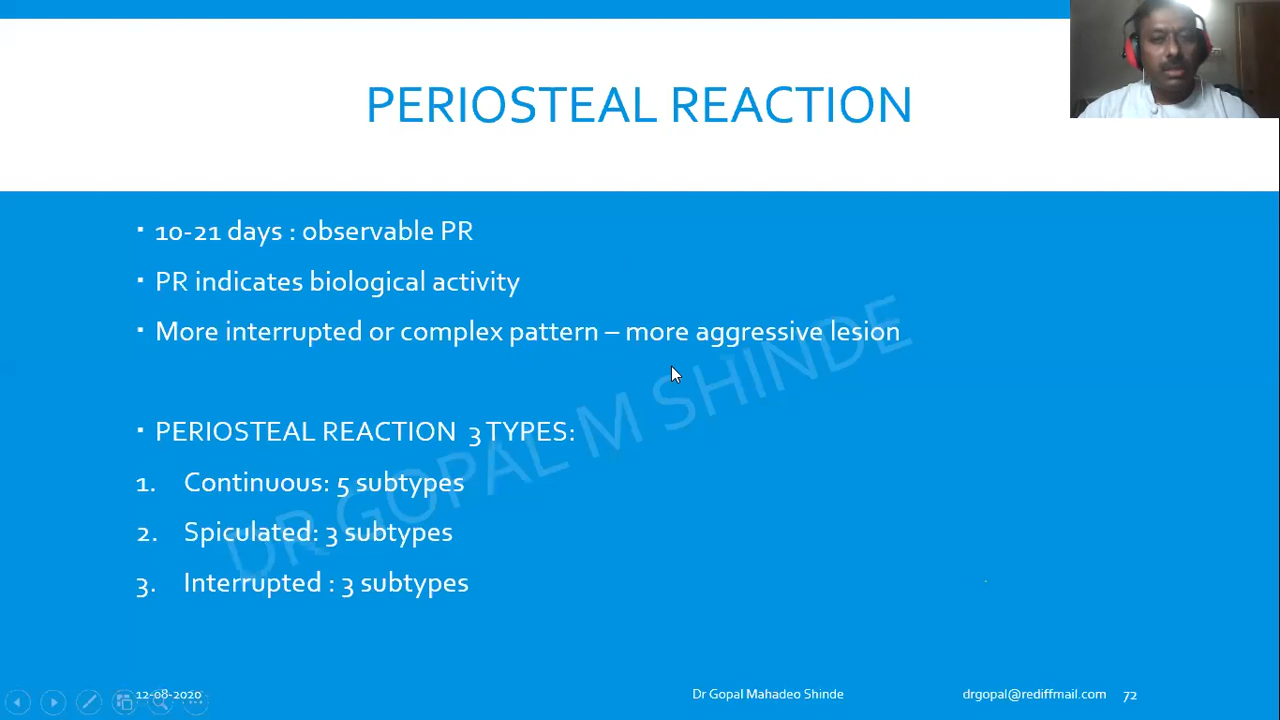 PERIOSTEAL REACTION
▪ 10-21 days : observable PR
▪ PR indicates biological activity
▪ More interrupted or complex pattern – more aggressive lesion
▪ PERIOSTEAL REACTION 3 TYPES:
1. Continuous: 5 subtypes
2. Spiculated: 3 subtypes
3. Interrupted : 3 subtypes
DR GOPAL M SHINDE
12-08-2020 Dr Gopal Mahadeo Shinde drgopal@rediffmail.com 72